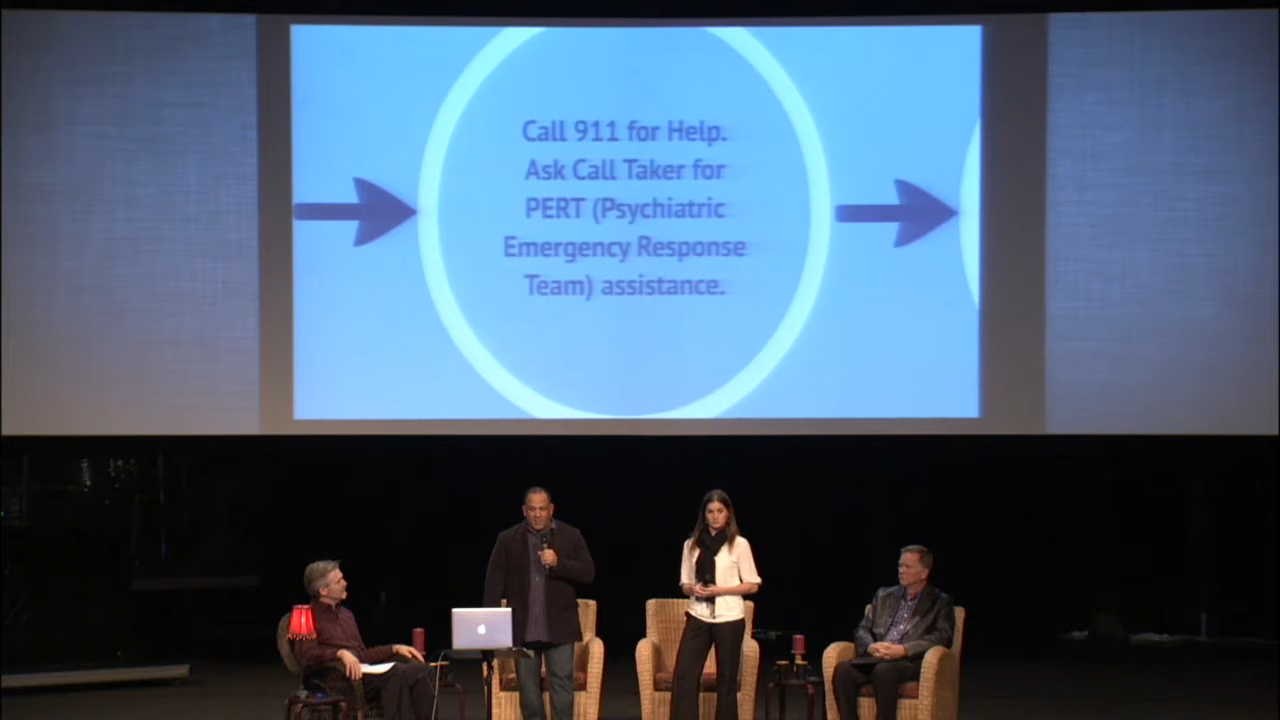 Call 911 for Help.
Ask Call Taker for
PERT (Psychiatric
Emergency Response
Team) assistance.